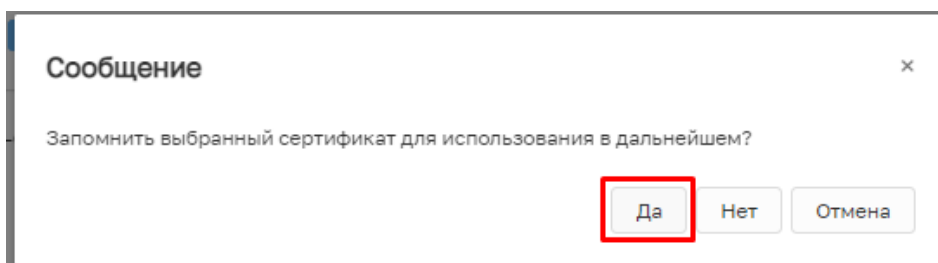 Сообщение
Запомнить выбранный сертификат для использования в дальнейшем?
Да Нет Отмена